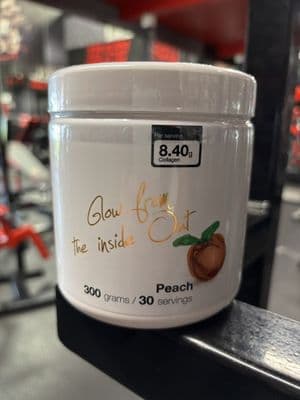 Per serving
8.40g
Collagen
Glow from
the inside Out
Peach
300 grams / 30 servings